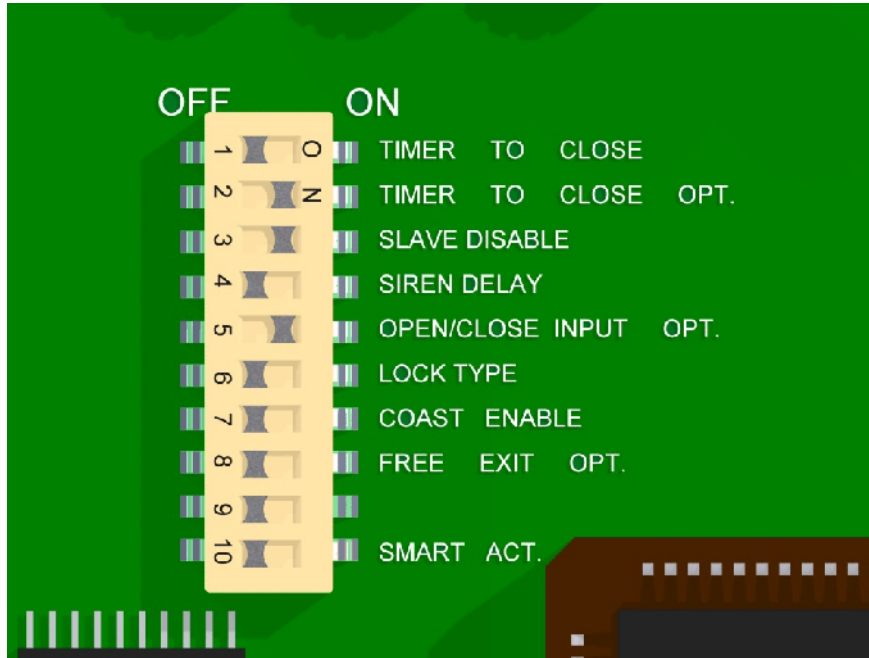 OFF ON
1 O TIMER TO CLOSE
2 N TIMER TO CLOSE OPT.
3 SLAVE DISABLE
4 SIREN DELAY
5 OPEN/CLOSE INPUT OPT.
6 LOCK TYPE
7 COAST ENABLE
8 FREE EXIT OPT.
9
10 SMART ACT.